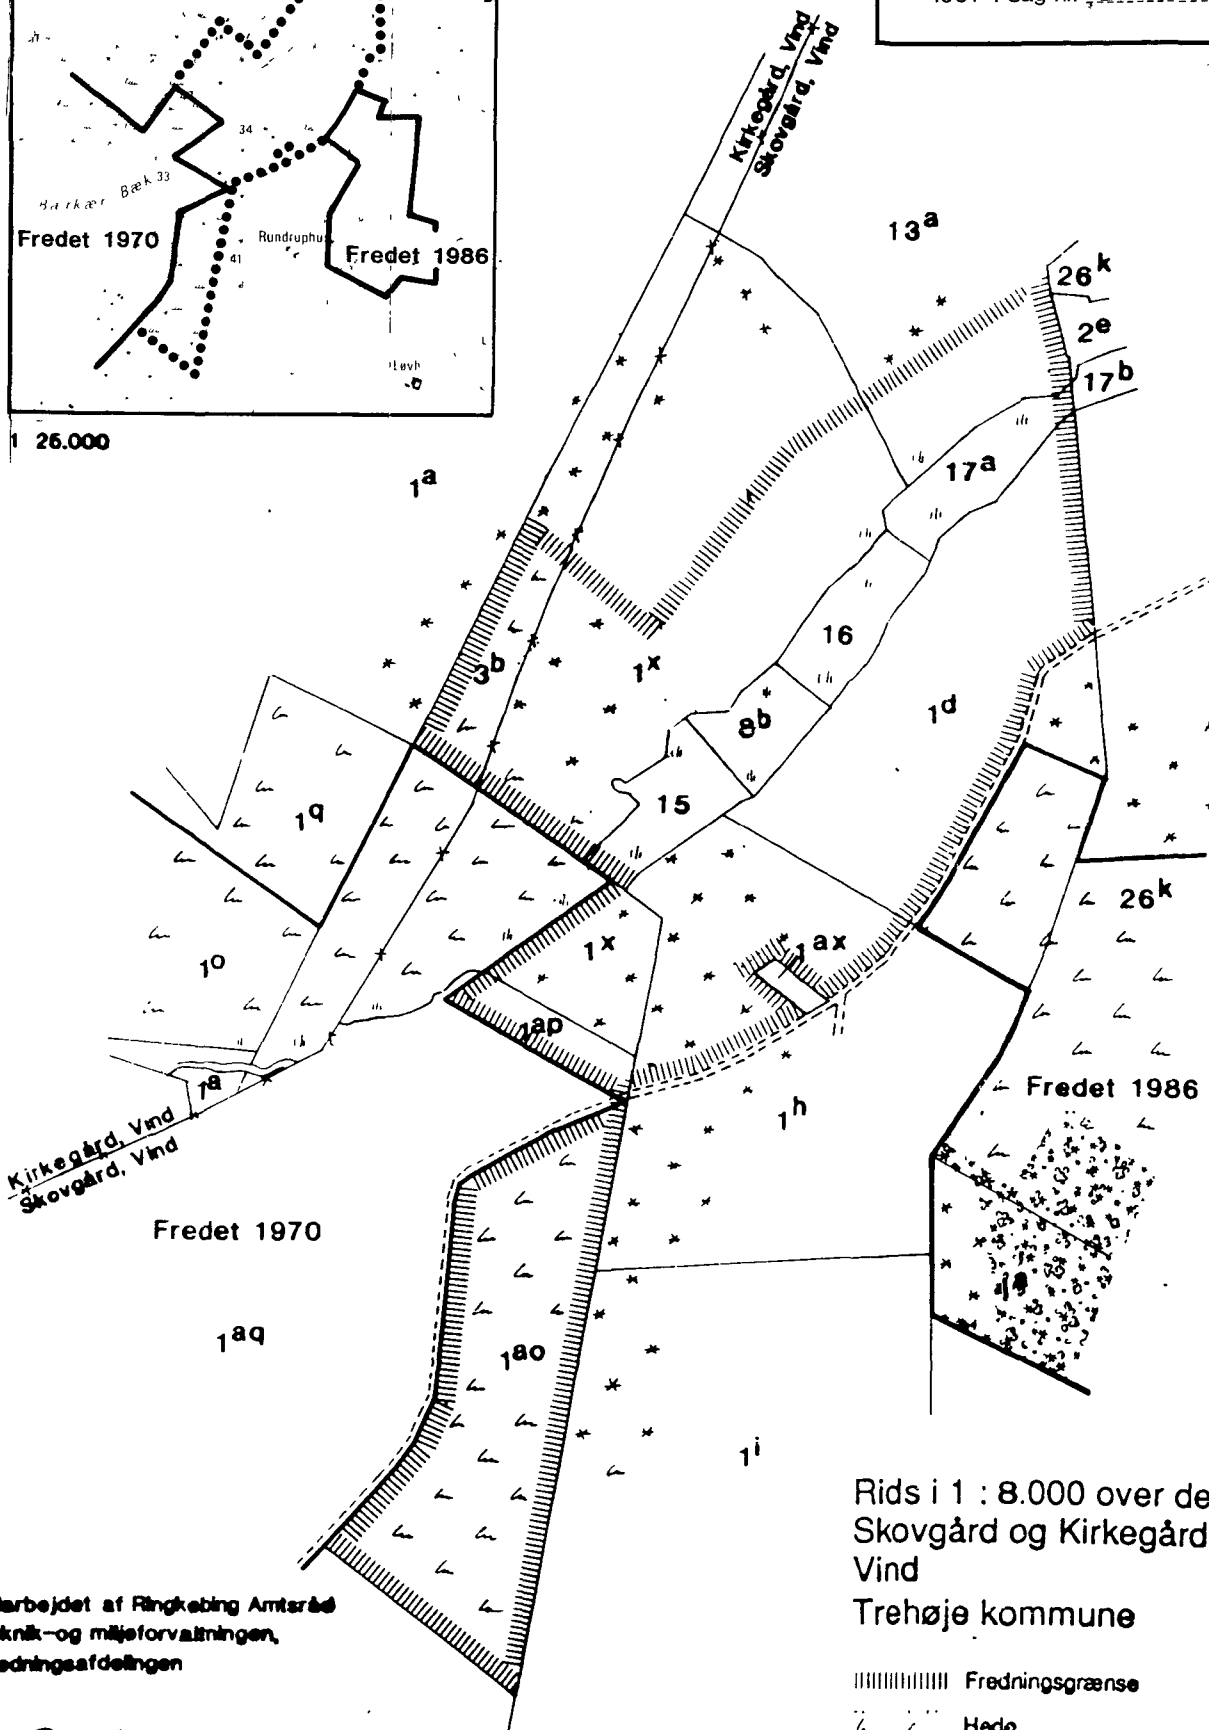 34
Barkær Bæk 33
Fredet 1970
Rundruphu
Fredet 1986
41
Løvh
1 25.000
Kirkegård, Vind
Skovgård, Vind
13a
26k
2e
17b
17a
1a
16
3b
1x
8b
1d
15
1q
26k
1x
1ax
1o
1ap
1a
Fredet 1986
1h
Kirkegård, Vind
Skovgård, Vind
Fredet 1970
1aq
1ao
1i
Rids i 1 : 8.000 over de
Skovgård og Kirkegård
Vind
Trehøje kommune
arbejdet af Ringkøbing Amtsråd
knik-og miljøforvaltningen,
edningsafdelingen
Fredningsgrænse
Hede